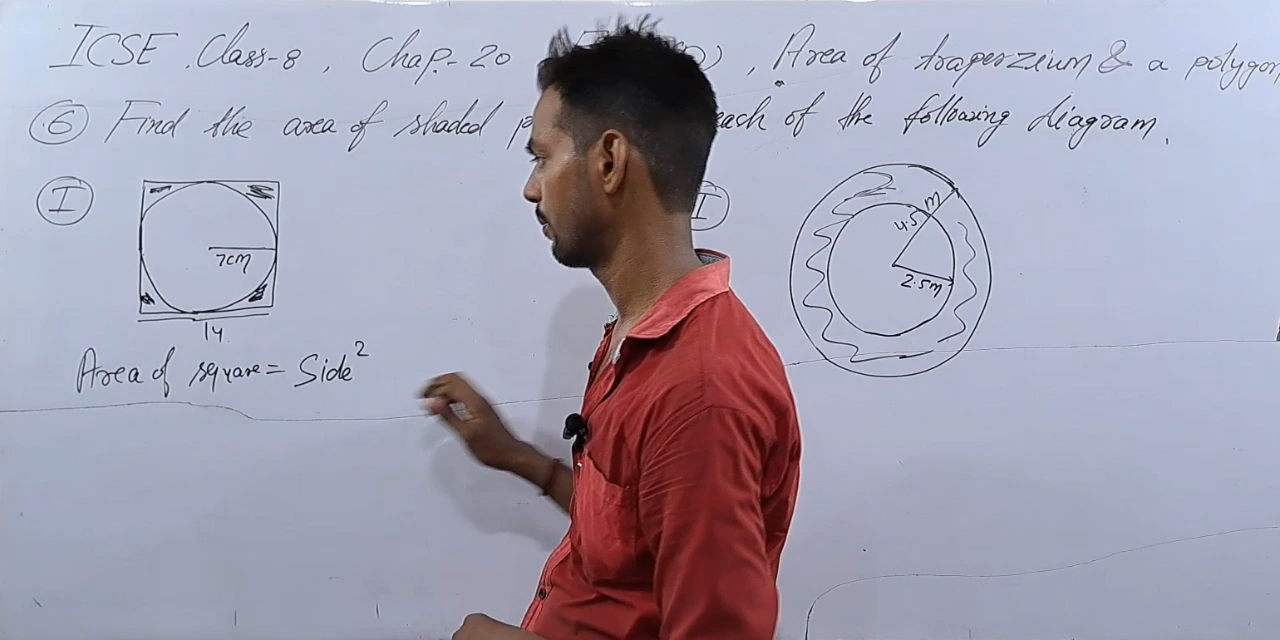 ICSE, Class-8, Chap.- 20 , Area of traperzium & a polygon
6 Find the area of shaded each of the following diagram.
I
7cm
14
Area of square = Side²
4.5 m
2.5m